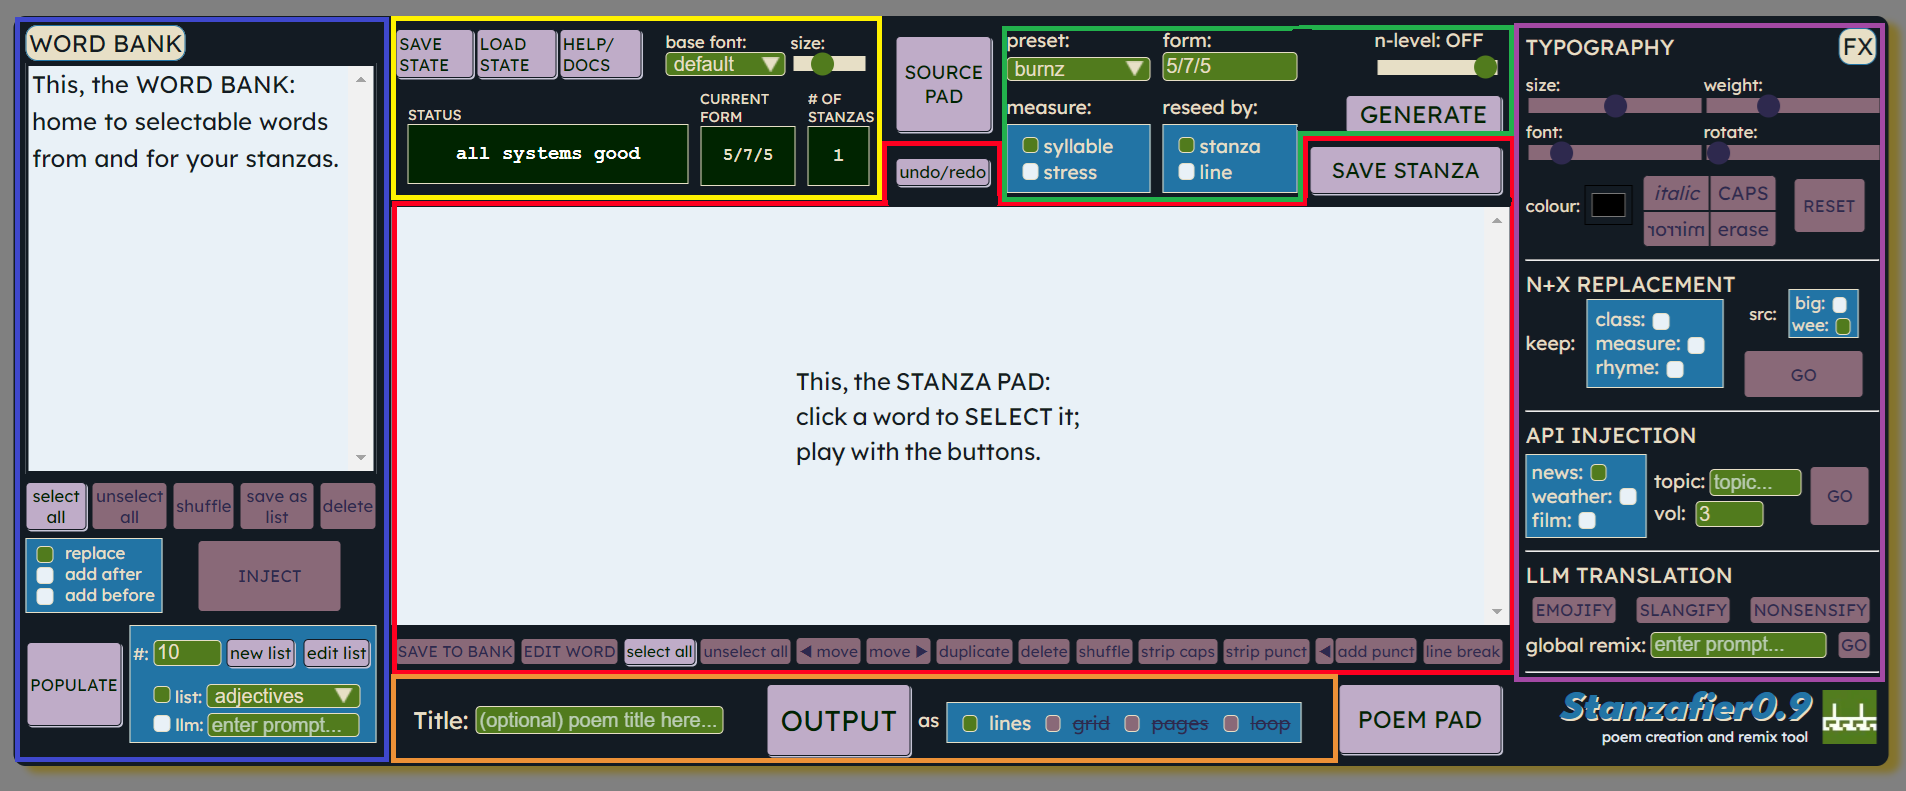 WORD BANK
This, the WORD BANK:
home to selectable words
from and for your stanzas.
select all
unselect all
shuffle
save as list
delete
replace
add after
add before
INJECT
POPULATE
#: 10
new list
edit list
list: adjectives
llm: enter prompt...
SAVE STATE
LOAD STATE
HELP/ DOCS
base font:
default
size:
STATUS
all systems good
CURRENT FORM
5/7/5
# OF STANZAS
1
SOURCE PAD
undo/redo
preset:
burnz
form:
5/7/5
n-level: OFF
measure:
syllable
stress
reseed by:
stanza
line
GENERATE
SAVE STANZA
This, the STANZA PAD:
click a word to SELECT it;
play with the buttons.
SAVE TO BANK
EDIT WORD
select all
unselect all
◀ move
move ▶
duplicate
delete
shuffle
strip caps
strip punct
◀ add punct
line break
Title: (optional) poem title here...
OUTPUT
as
lines
grid
pages
loop
POEM PAD
TYPOGRAPHY
FX
size:
weight:
font:
rotate:
colour:
italic
CAPS
mirror
erase
RESET
N+X REPLACEMENT
keep:
class:
measure:
rhyme:
src:
big:
wee:
GO
API INJECTION
news:
weather:
film:
topic: topic...
vol: 3
GO
LLM TRANSLATION
EMOJIFY
SLANGIFY
NONSENSIFY
global remix: enter prompt...
GO
Stanzafier0.9
poem creation and remix tool